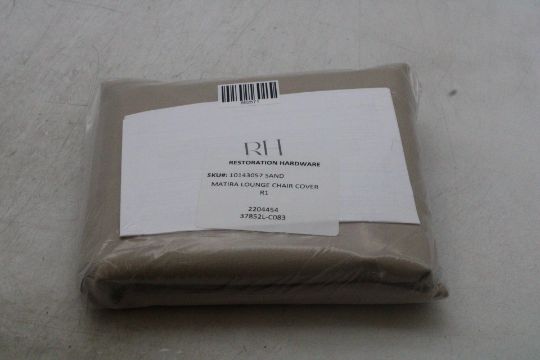 RH
RESTORATION HARDWARE
SKU#: 10143057 SAND
MATIRA LOUNGE CHAIR COVER
R1
2204454
37852L-C083